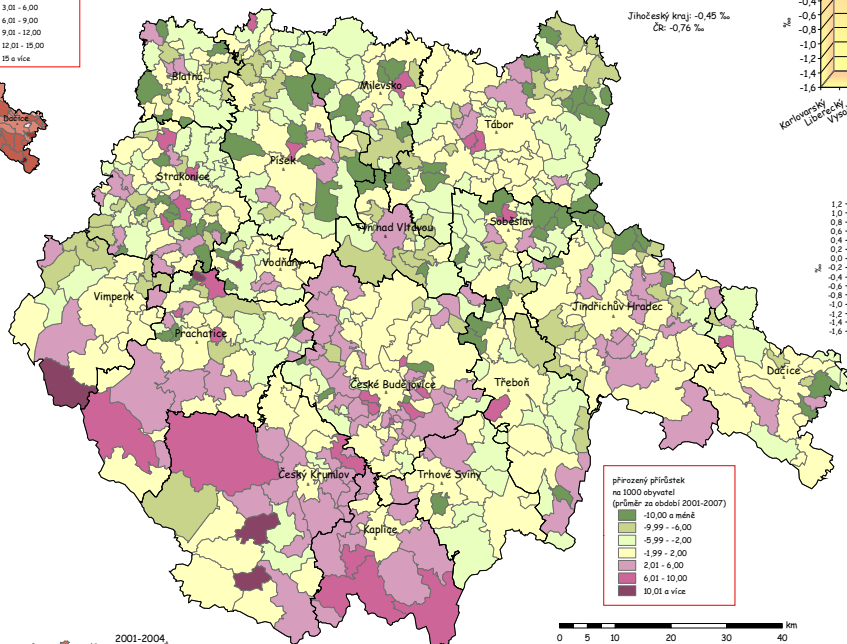 3,01 - 6,00
6,01 - 9,00
9,01 - 12,00
12,01 - 15,00
15 a více
Jihočeský kraj: -0,45 ‰
ČR: -0,76 ‰
‰
-0,4
-0,6
-0,8
-1,0
-1,2
-1,4
-1,6
Karlovarský
Liberecký
Dačice
Blatná
Milevsko
Tábor
Písek
Strakonice
Týn nad Vltavou
Soběslav
Vodňany
Vimperk
Jindřichův Hradec
Prachatice
České Budějovice
Třeboň
Dačice
Český Krumlov
Trhové Sviny
Kaplice
‰
1,2
1,0
0,8
0,6
0,4
0,2
0,0
-0,2
-0,4
-0,6
-0,8
-1,0
-1,2
-1,4
-1,6
přirozený přírůstek
na 1000 obyvatel
(průměr za období 2001-2007)
-10,00 a méně
-9,99 - -6,00
-5,99 - -2,00
-1,99 - 2,00
2,01 - 6,00
6,01 - 10,00
10,01 a více
km
0 5 10 20 30 40
2001-2004